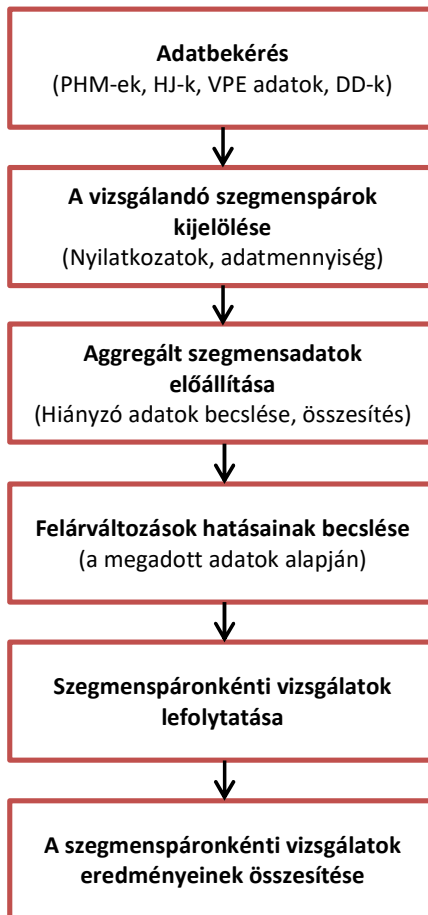 Adatbekérés
(PHM-ek, HJ-k, VPE adatok, DD-k)
A vizsgálandó szegmenspárok
kijelölése
(Nyilatkozatok, adatmennyiség)
Aggregált szegmensadatok
előállítása
(Hiányzó adatok becslése, összesítés)
Felárváltozások hatásainak becslése
(a megadott adatok alapján)
Szegmenspáronkénti vizsgálatok
lefolytatása
A szegmenspáronkénti vizsgálatok
eredményeinek összesítése